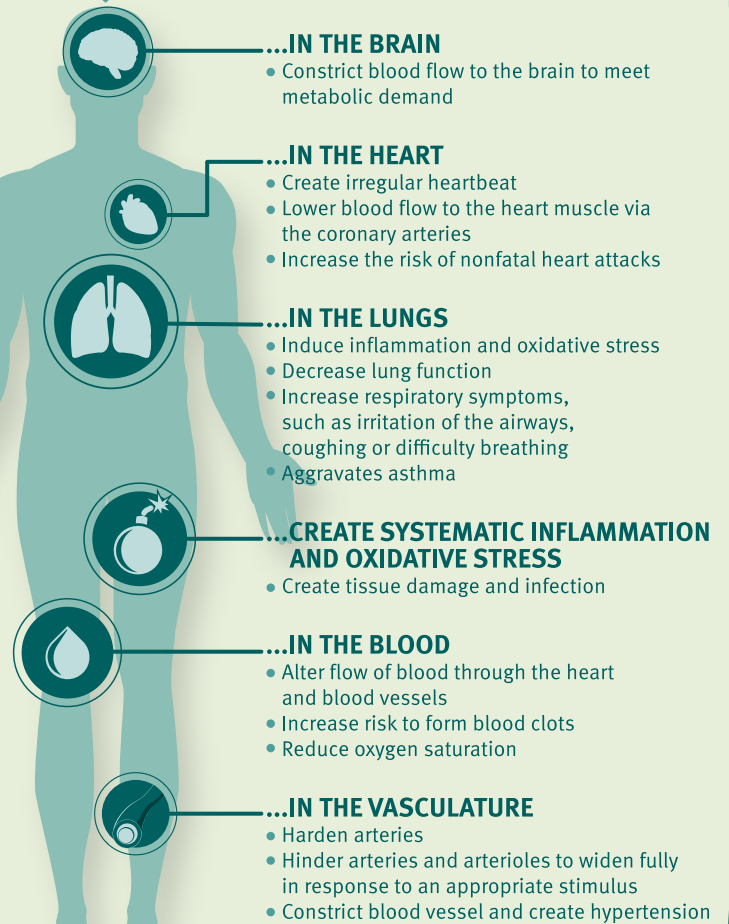 ...IN THE BRAIN
• Constrict blood flow to the brain to meet
metabolic demand
...IN THE HEART
• Create irregular heartbeat
• Lower blood flow to the heart muscle via
the coronary arteries
• Increase the risk of nonfatal heart attacks
...IN THE LUNGS
• Induce inflammation and oxidative stress
• Decrease lung function
• Increase respiratory symptoms,
such as irritation of the airways,
coughing or difficulty breathing
• Aggravates asthma
...CREATE SYSTEMATIC INFLAMMATION
AND OXIDATIVE STRESS
• Create tissue damage and infection
...IN THE BLOOD
• Alter flow of blood through the heart
and blood vessels
• Increase risk to form blood clots
• Reduce oxygen saturation
...IN THE VASCULATURE
• Harden arteries
• Hinder arteries and arterioles to widen fully
in response to an appropriate stimulus
• Constrict blood vessel and create hypertension